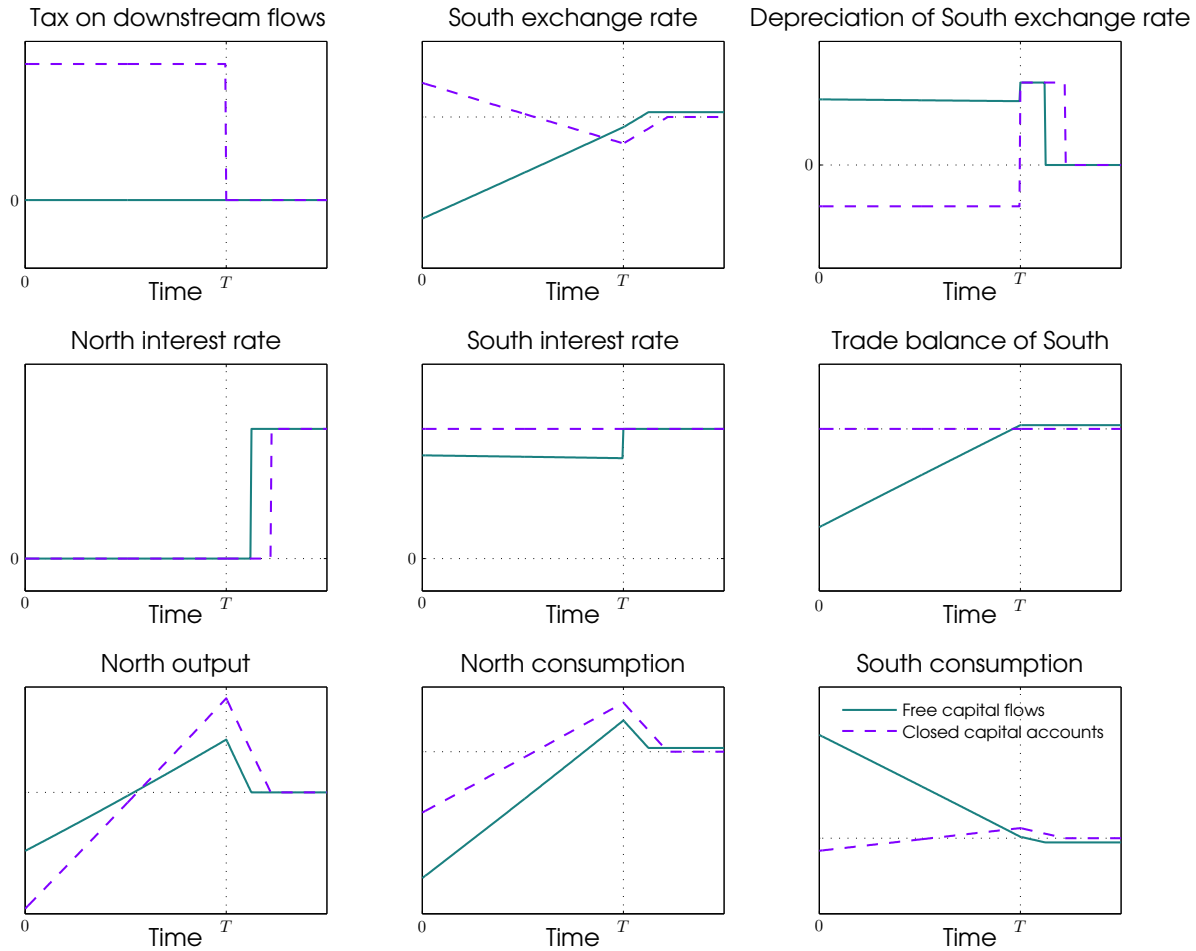 Tax on downstream flows
0
0
T
Time
South exchange rate
0
T
Time
Depreciation of South exchange rate
0
0
T
Time
North interest rate
0
0
T
Time
South interest rate
0
0
T
Time
Trade balance of South
0
T
Time
North output
0
T
Time
North consumption
0
T
Time
South consumption
Free capital flows
Closed capital accounts
0
T
Time